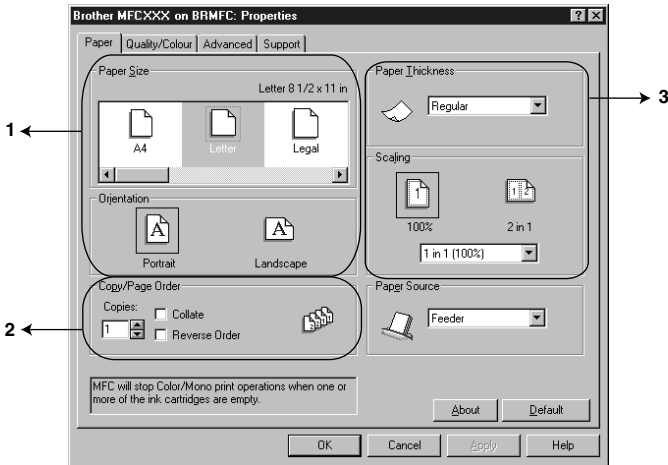 Brother MFCXXX on BRMFC: Properties
Paper Quality/Colour Advanced Support
Paper Size
Letter 8 1/2 x 11 in
A4 Letter Legal
Orientation
A A
Portrait Landscape
1
Copy/Page Order
Copies:
1
Collate
Reverse Order
2
Paper Thickness
Regular
3
Scaling
1 1 2
100% 2 in 1
1 in 1 (100%)
Paper Source
Feeder
MFC will stop Color/Mono print operations when one or
more of the ink cartridges are empty.
About Default
OK Cancel Apply Help